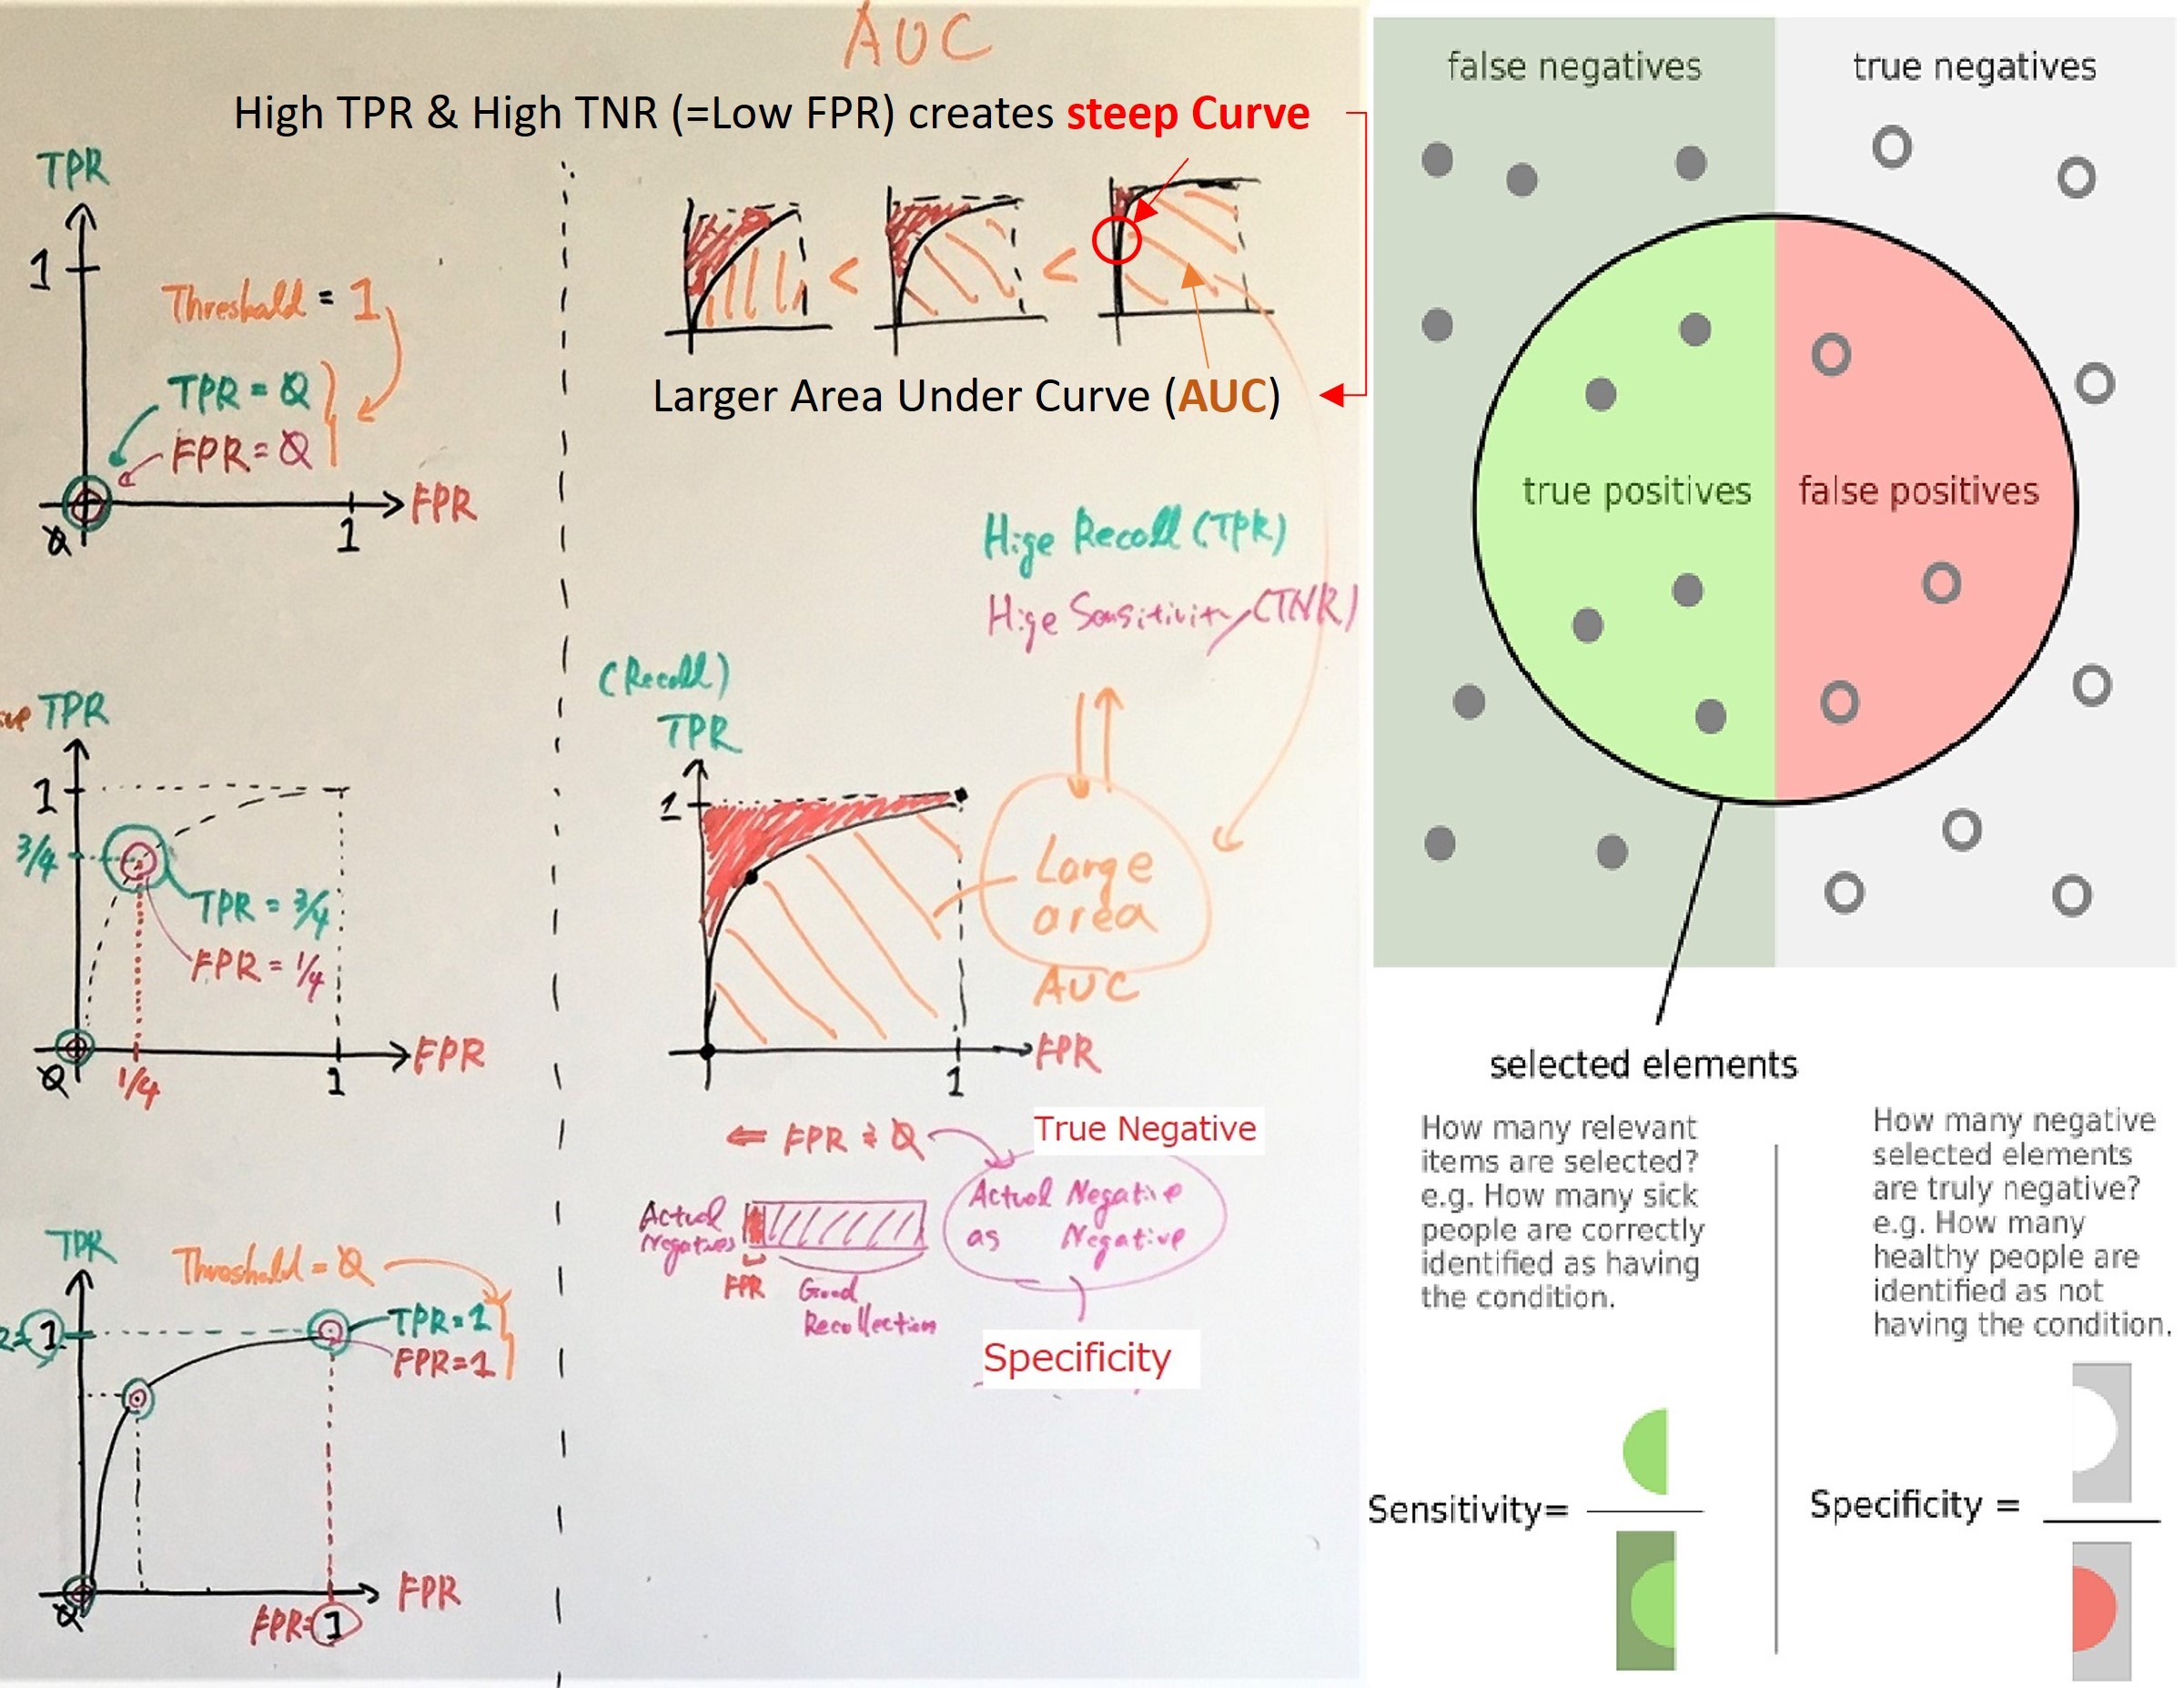 AUC
High TPR & High TNR (=Low FPR) creates steep Curve
TPR
1
Threshold = 1
TPR = 0
FPR = 0
0
1
FPR
<
<
Larger Area Under Curve (AUC)
Hige Recall (TPR)
Hige Sensitivity (TNR)
TPR
1
3/4
TPR = 3/4
FPR = 1/4
0
1/4
1
FPR
(Recall)
TPR
1
Large
area
AUC
1
FPR
TPR
Threshold = 0
1
TPR=1
FPR=1
0
FPR=1
FPR
⇐ FPR ≒ 0
True Negative
Actual Negative
as Negative
Actual
Negatives
FPR
Good
Recollection
Specificity
false negatives
true negatives
true positives
false positives
selected elements
How many relevant
items are selected?
e.g. How many sick
people are correctly
identified as having
the condition.
How many negative
selected elements
are truly negative?
e.g. How many
healthy people are
identified as not
having the condition.
Sensitivity=
Specificity =